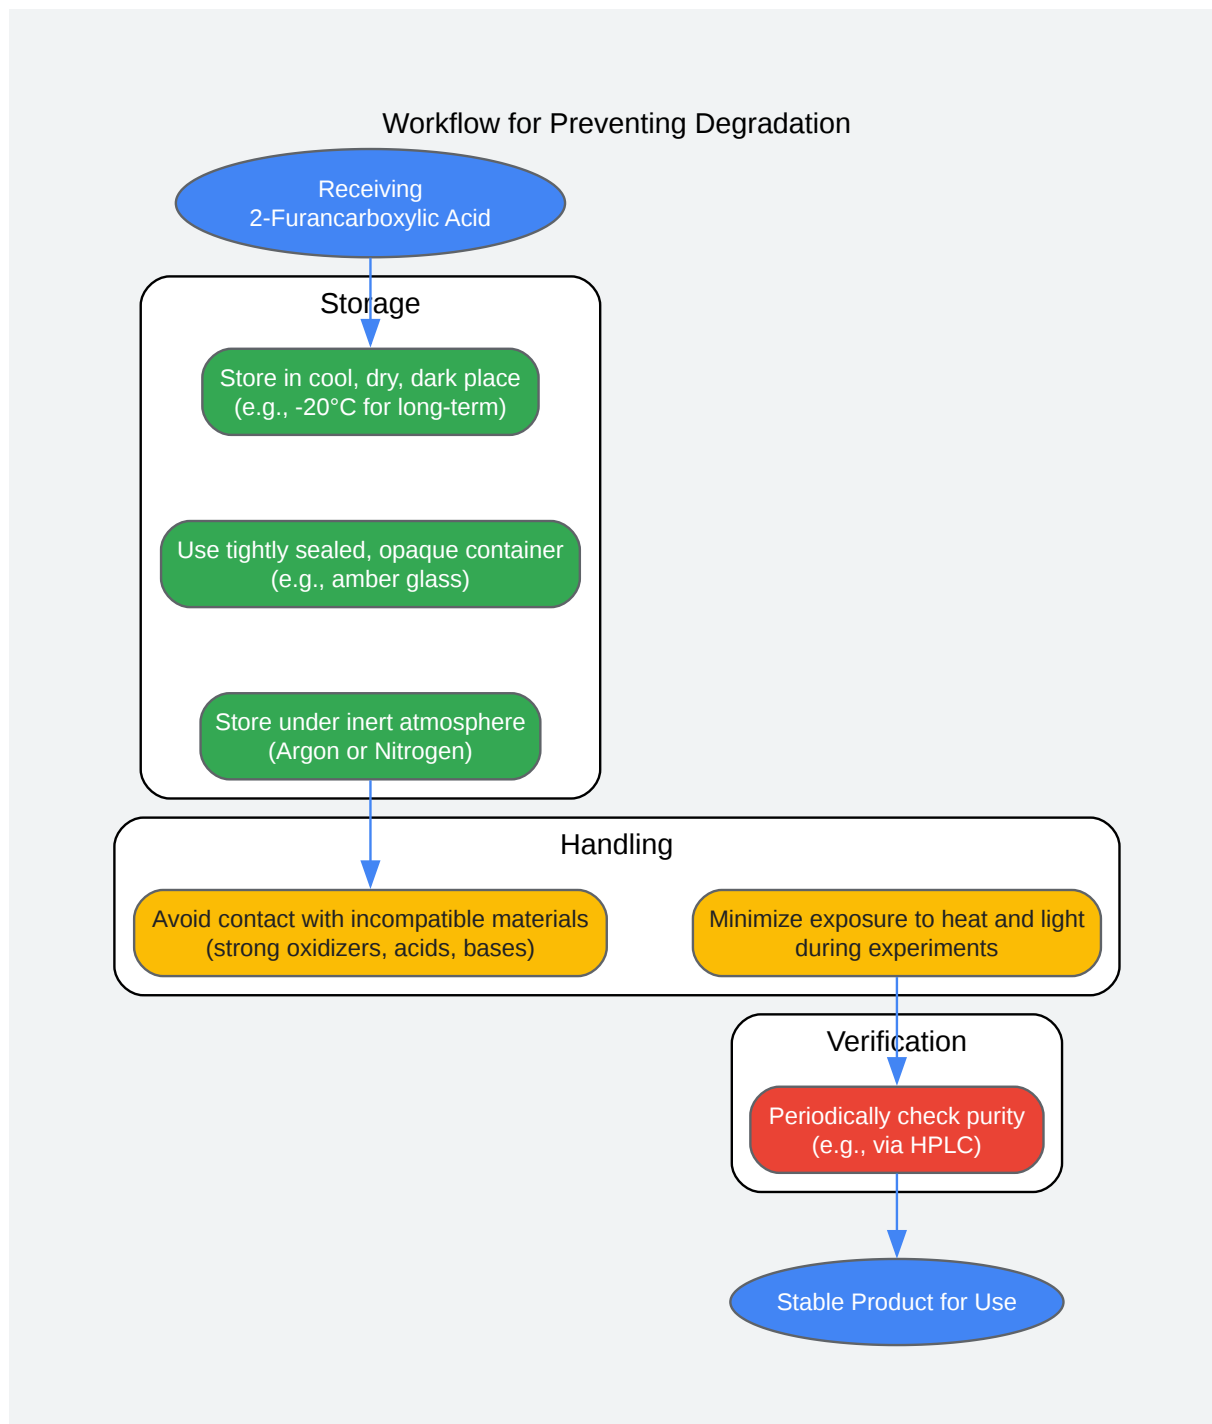 Workflow for Preventing Degradation
Receiving
2-Furancarboxylic Acid
Storage
Store in cool, dry, dark place
(e.g., -20°C for long-term)
Use tightly sealed, opaque container
(e.g., amber glass)
Store under inert atmosphere
(Argon or Nitrogen)
Handling
Avoid contact with incompatible materials
(strong oxidizers, acids, bases)
Minimize exposure to heat and light
during experiments
Verification
Periodically check purity
(e.g., via HPLC)
Stable Product for Use